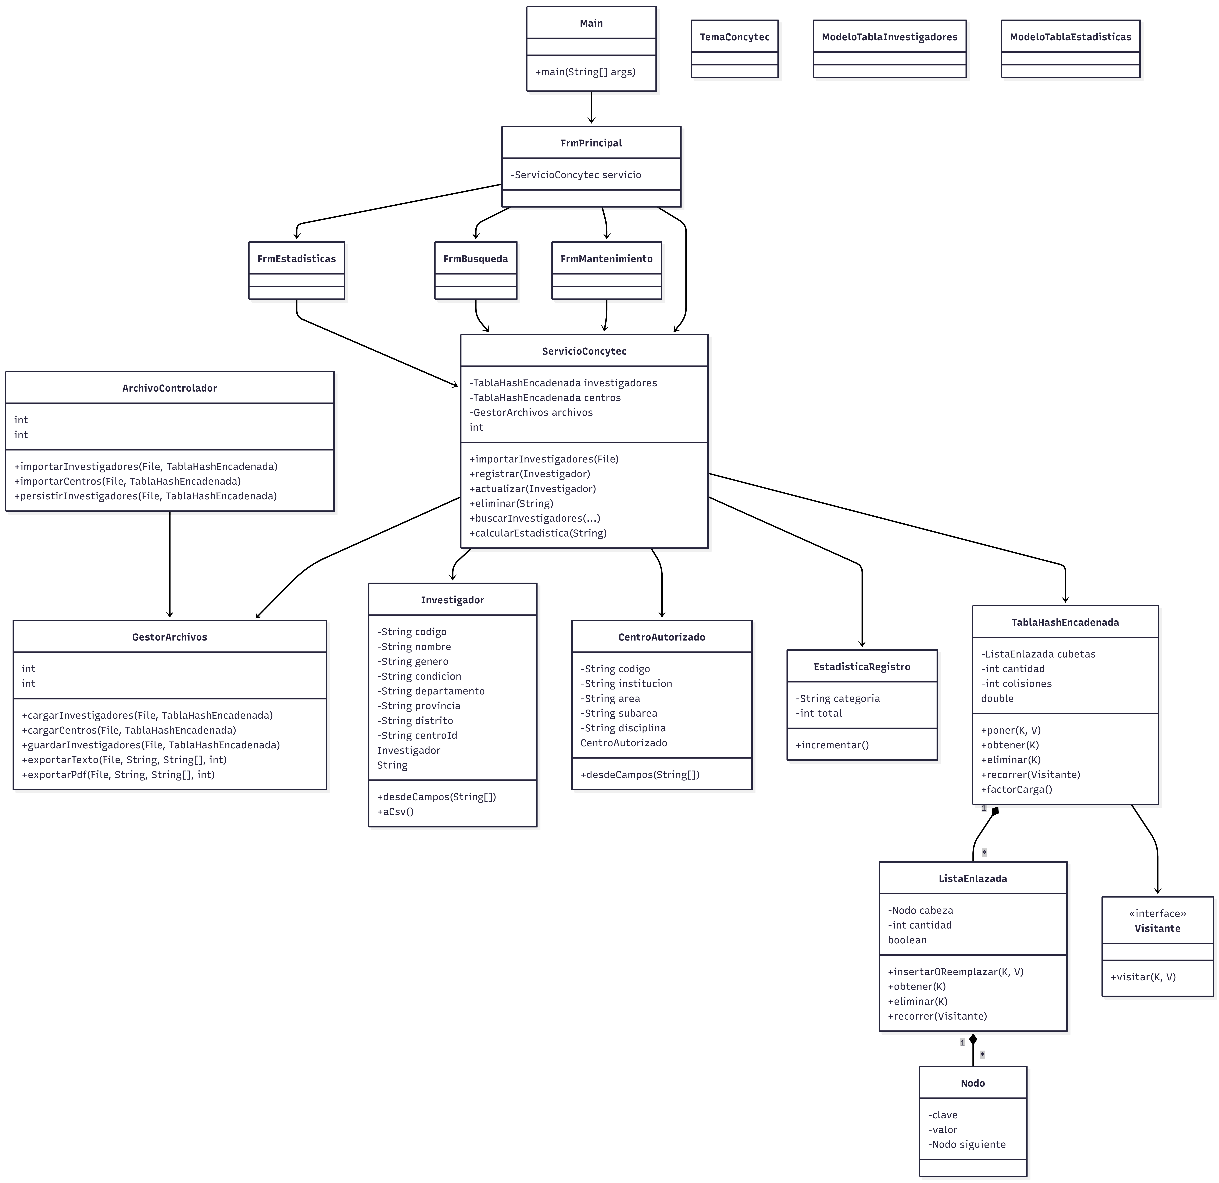 Main
+main(String[] args)
TemaConcytec
ModeloTablaInvestigadores
ModeloTablaEstadisticas
FrmPrincipal
-ServicioConcytec servicio
FrmEstadisticas
FrmBusqueda
FrmMantenimiento
ServicioConcytec
-TablaHashEncadenada investigadores
-TablaHashEncadenada centros
-GestorArchivos archivos
int
+importarInvestigadores(File)
+registrar(Investigador)
+actualizar(Investigador)
+eliminar(String)
+buscarInvestigadores(...)
+calcularEstadistica(String)
ArchivoControlador
int
int
+importarInvestigadores(File, TablaHashEncadenada)
+importarCentros(File, TablaHashEncadenada)
+persistirInvestigadores(File, TablaHashEncadenada)
GestorArchivos
int
int
+cargarInvestigadores(File, TablaHashEncadenada)
+cargarCentros(File, TablaHashEncadenada)
+guardarInvestigadores(File, TablaHashEncadenada)
+exportarTexto(File, String, String[], int)
+exportarPdf(File, String, String[], int)
Investigador
-String codigo
-String nombre
-String genero
-String condicion
-String departamento
-String provincia
-String distrito
-String centroId
Investigador
String
+desdeCampos(String[])
+aCsv()
CentroAutorizado
-String codigo
-String institucion
-String area
-String subarea
-String disciplina
CentroAutorizado
+desdeCampos(String[])
EstadisticaRegistro
-String categoria
-int total
+incrementar()
TablaHashEncadenada
-ListaEnlazada cubetas
-int cantidad
-int colisiones
double
+poner(K, V)
+obtener(K)
+eliminar(K)
+recorrer(Visitante)
+factorCarga()
1
*
ListaEnlazada
-Nodo cabeza
-int cantidad
boolean
+insertarOReemplazar(K, V)
+obtener(K)
+eliminar(K)
+recorrer(Visitante)
«interface»
Visitante
+visitar(K, V)
1
*
Nodo
-clave
-valor
-Nodo siguiente